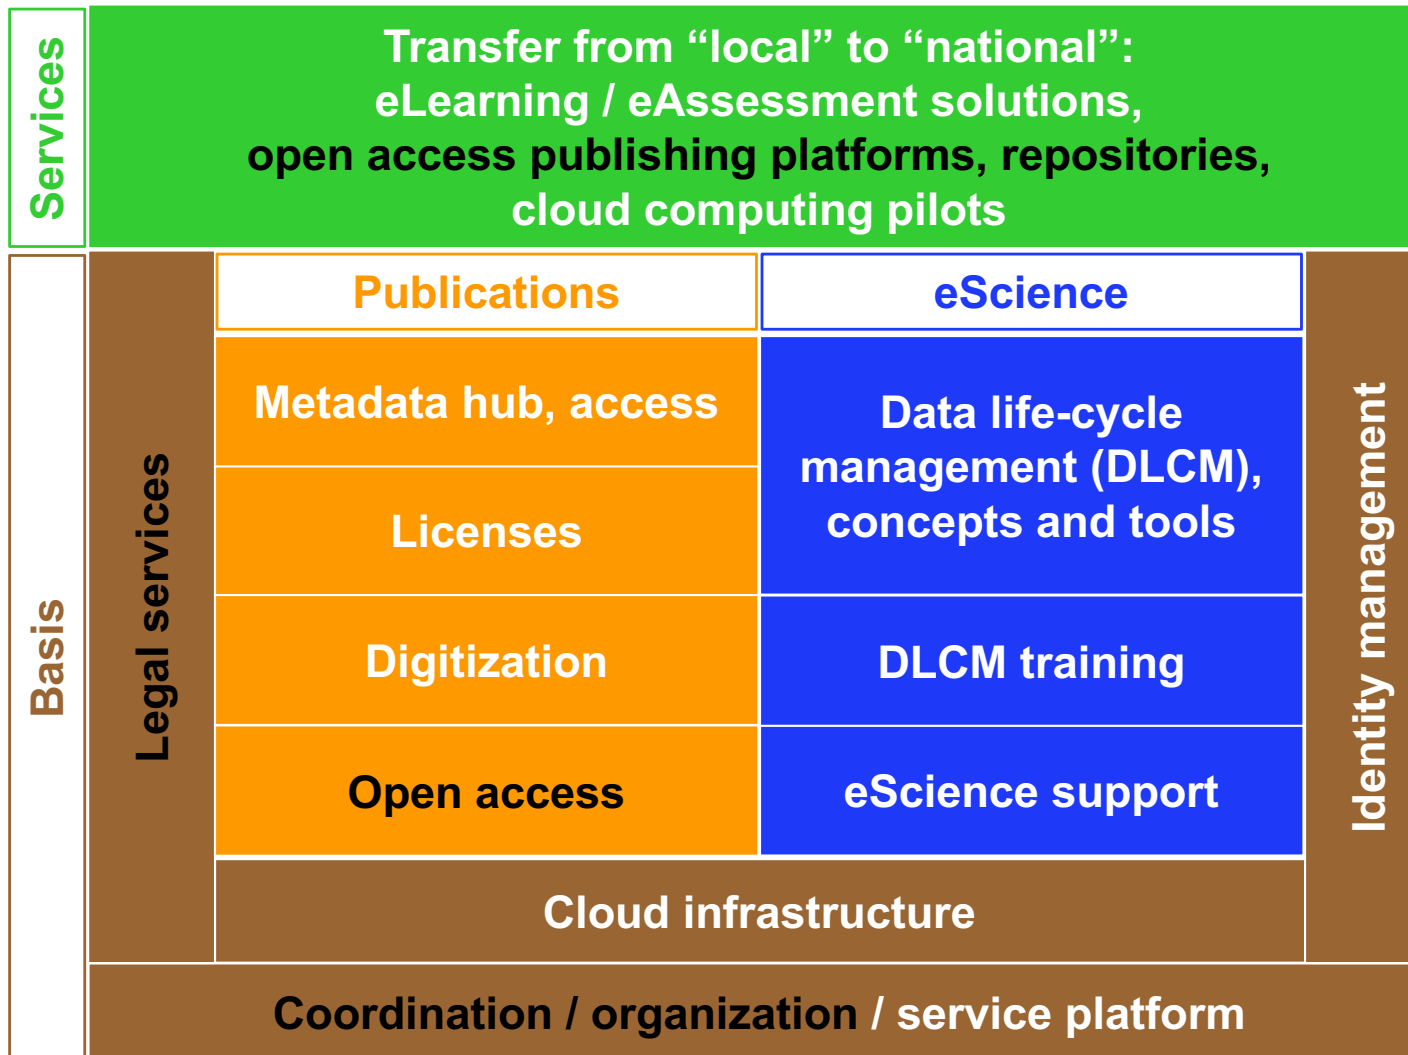 Services
Transfer from “local” to “national”:
eLearning / eAssessment solutions,
open access publishing platforms, repositories,
cloud computing pilots
Basis
Legal services
Publications
Metadata hub, access
Licenses
Digitization
Open access
eScience
Data life-cycle
management (DLCM),
concepts and tools
DLCM training
eScience support
Identity management
Cloud infrastructure
Coordination / organization / service platform